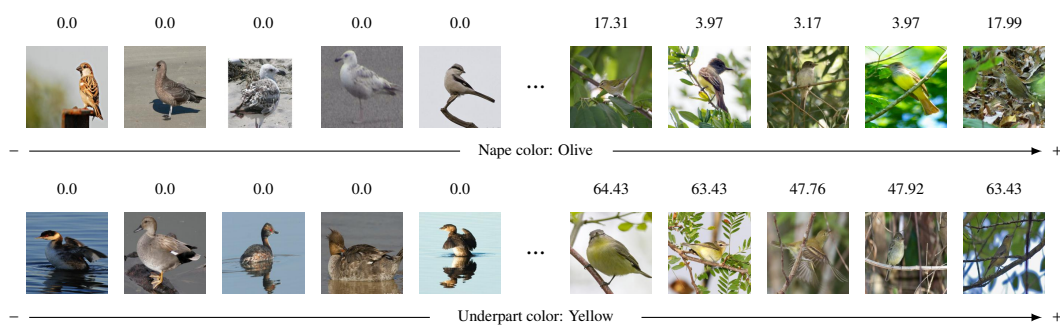 0.0 0.0 0.0 0.0 0.0 17.31 3.97 3.17 3.97 17.99
...
− Nape color: Olive +
0.0 0.0 0.0 0.0 0.0 64.43 63.43 47.76 47.92 63.43
...
− Underpart color: Yellow +